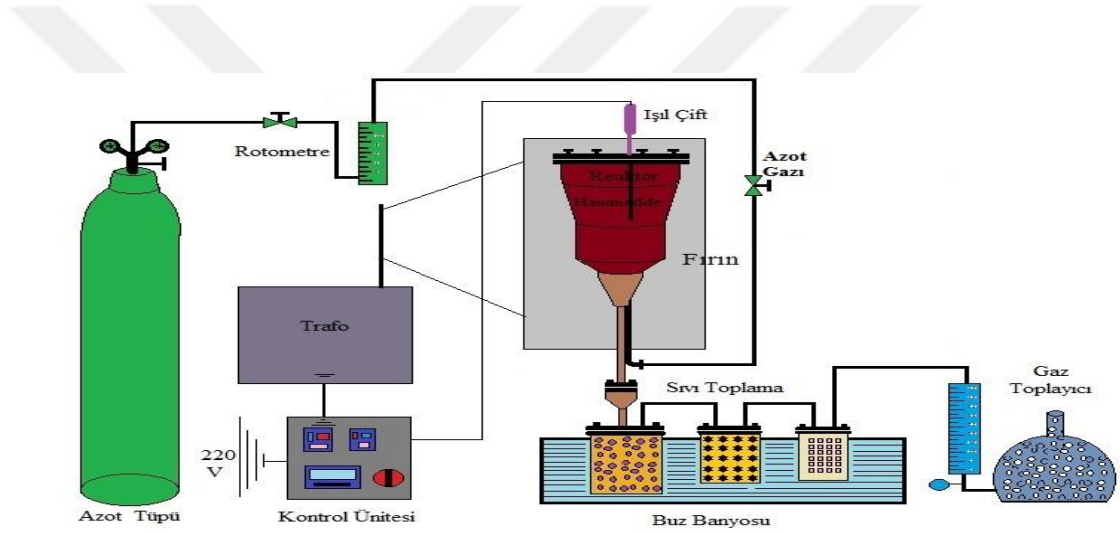 Işıl Çift
Rotometre
Azot
Gazı
Reaktör
Hammadde
Fırın
Trafo
Sıvı Toplama
Gaz
Toplayıcı
220
V
Azot Tüpü
Kontrol Ünitesi
Buz Banyosu